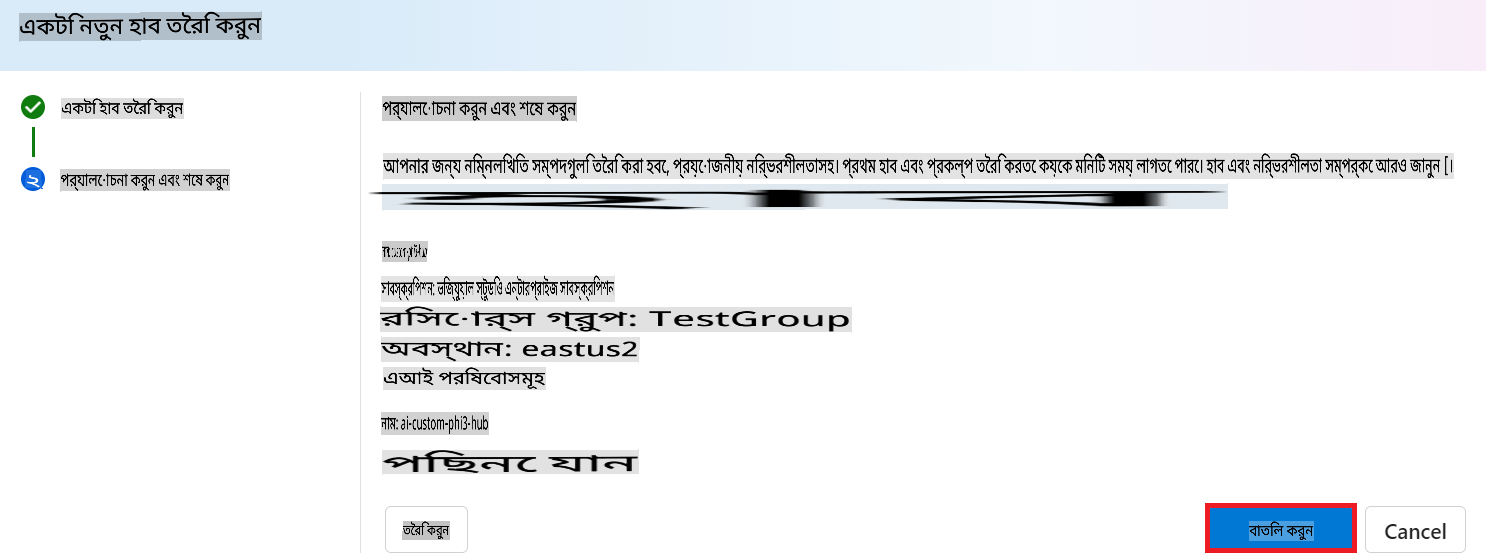 একটি নতুন হাব তৈরি করুন
একটি হাব তৈরি করুন
২
পর্যালোচনা করুন এবং শেষ করুন
পর্যালোচনা করুন এবং শেষ করুন
আপনার জন্য নিম্নলিখিত সম্পদগুলি তৈরি করা হবে, প্রয়োজনীয় নির্ভরশীলতাসহ। প্রথম হাব এবং প্রকল্প তৈরি করতে কয়েক মিনিট সময় লাগতে পারে। হাব এবং নির্ভরশীলতা সম্পর্কে আরও জানুন [।
সাবস্ক্রিপশন: ভিজ্যুয়াল স্টুডিও এন্টারপ্রাইজ সাবস্ক্রিপশন
রিসোর্স গ্রুপ: TestGroup
অবস্থান: eastus2
এআই পরিষেবাসমূহ
নাম: ai-custom-phi3-hub
পিছনে যান
তৈরি করুন
বাতিল করুন
Cancel